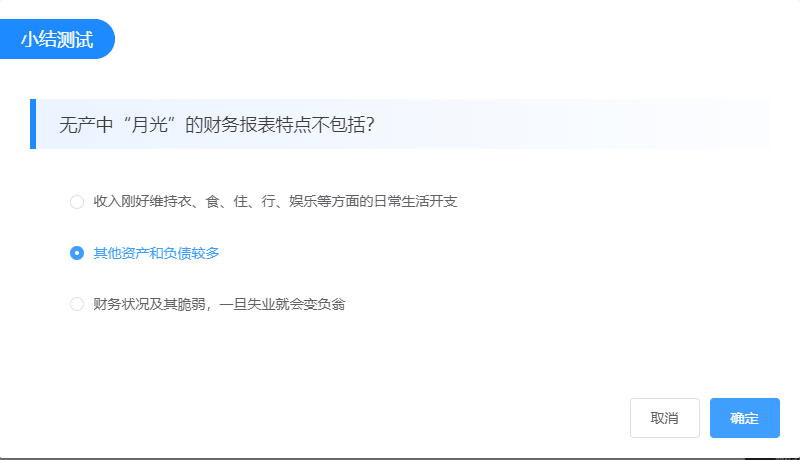 小结测试
无产中“月光”的财务报表特点不包括？
收入刚好维持衣、食、住、行、娱乐等方面的日常生活开支
其他资产和负债较多
财务状况及其脆弱，一旦失业就会变负翁
取消
确定